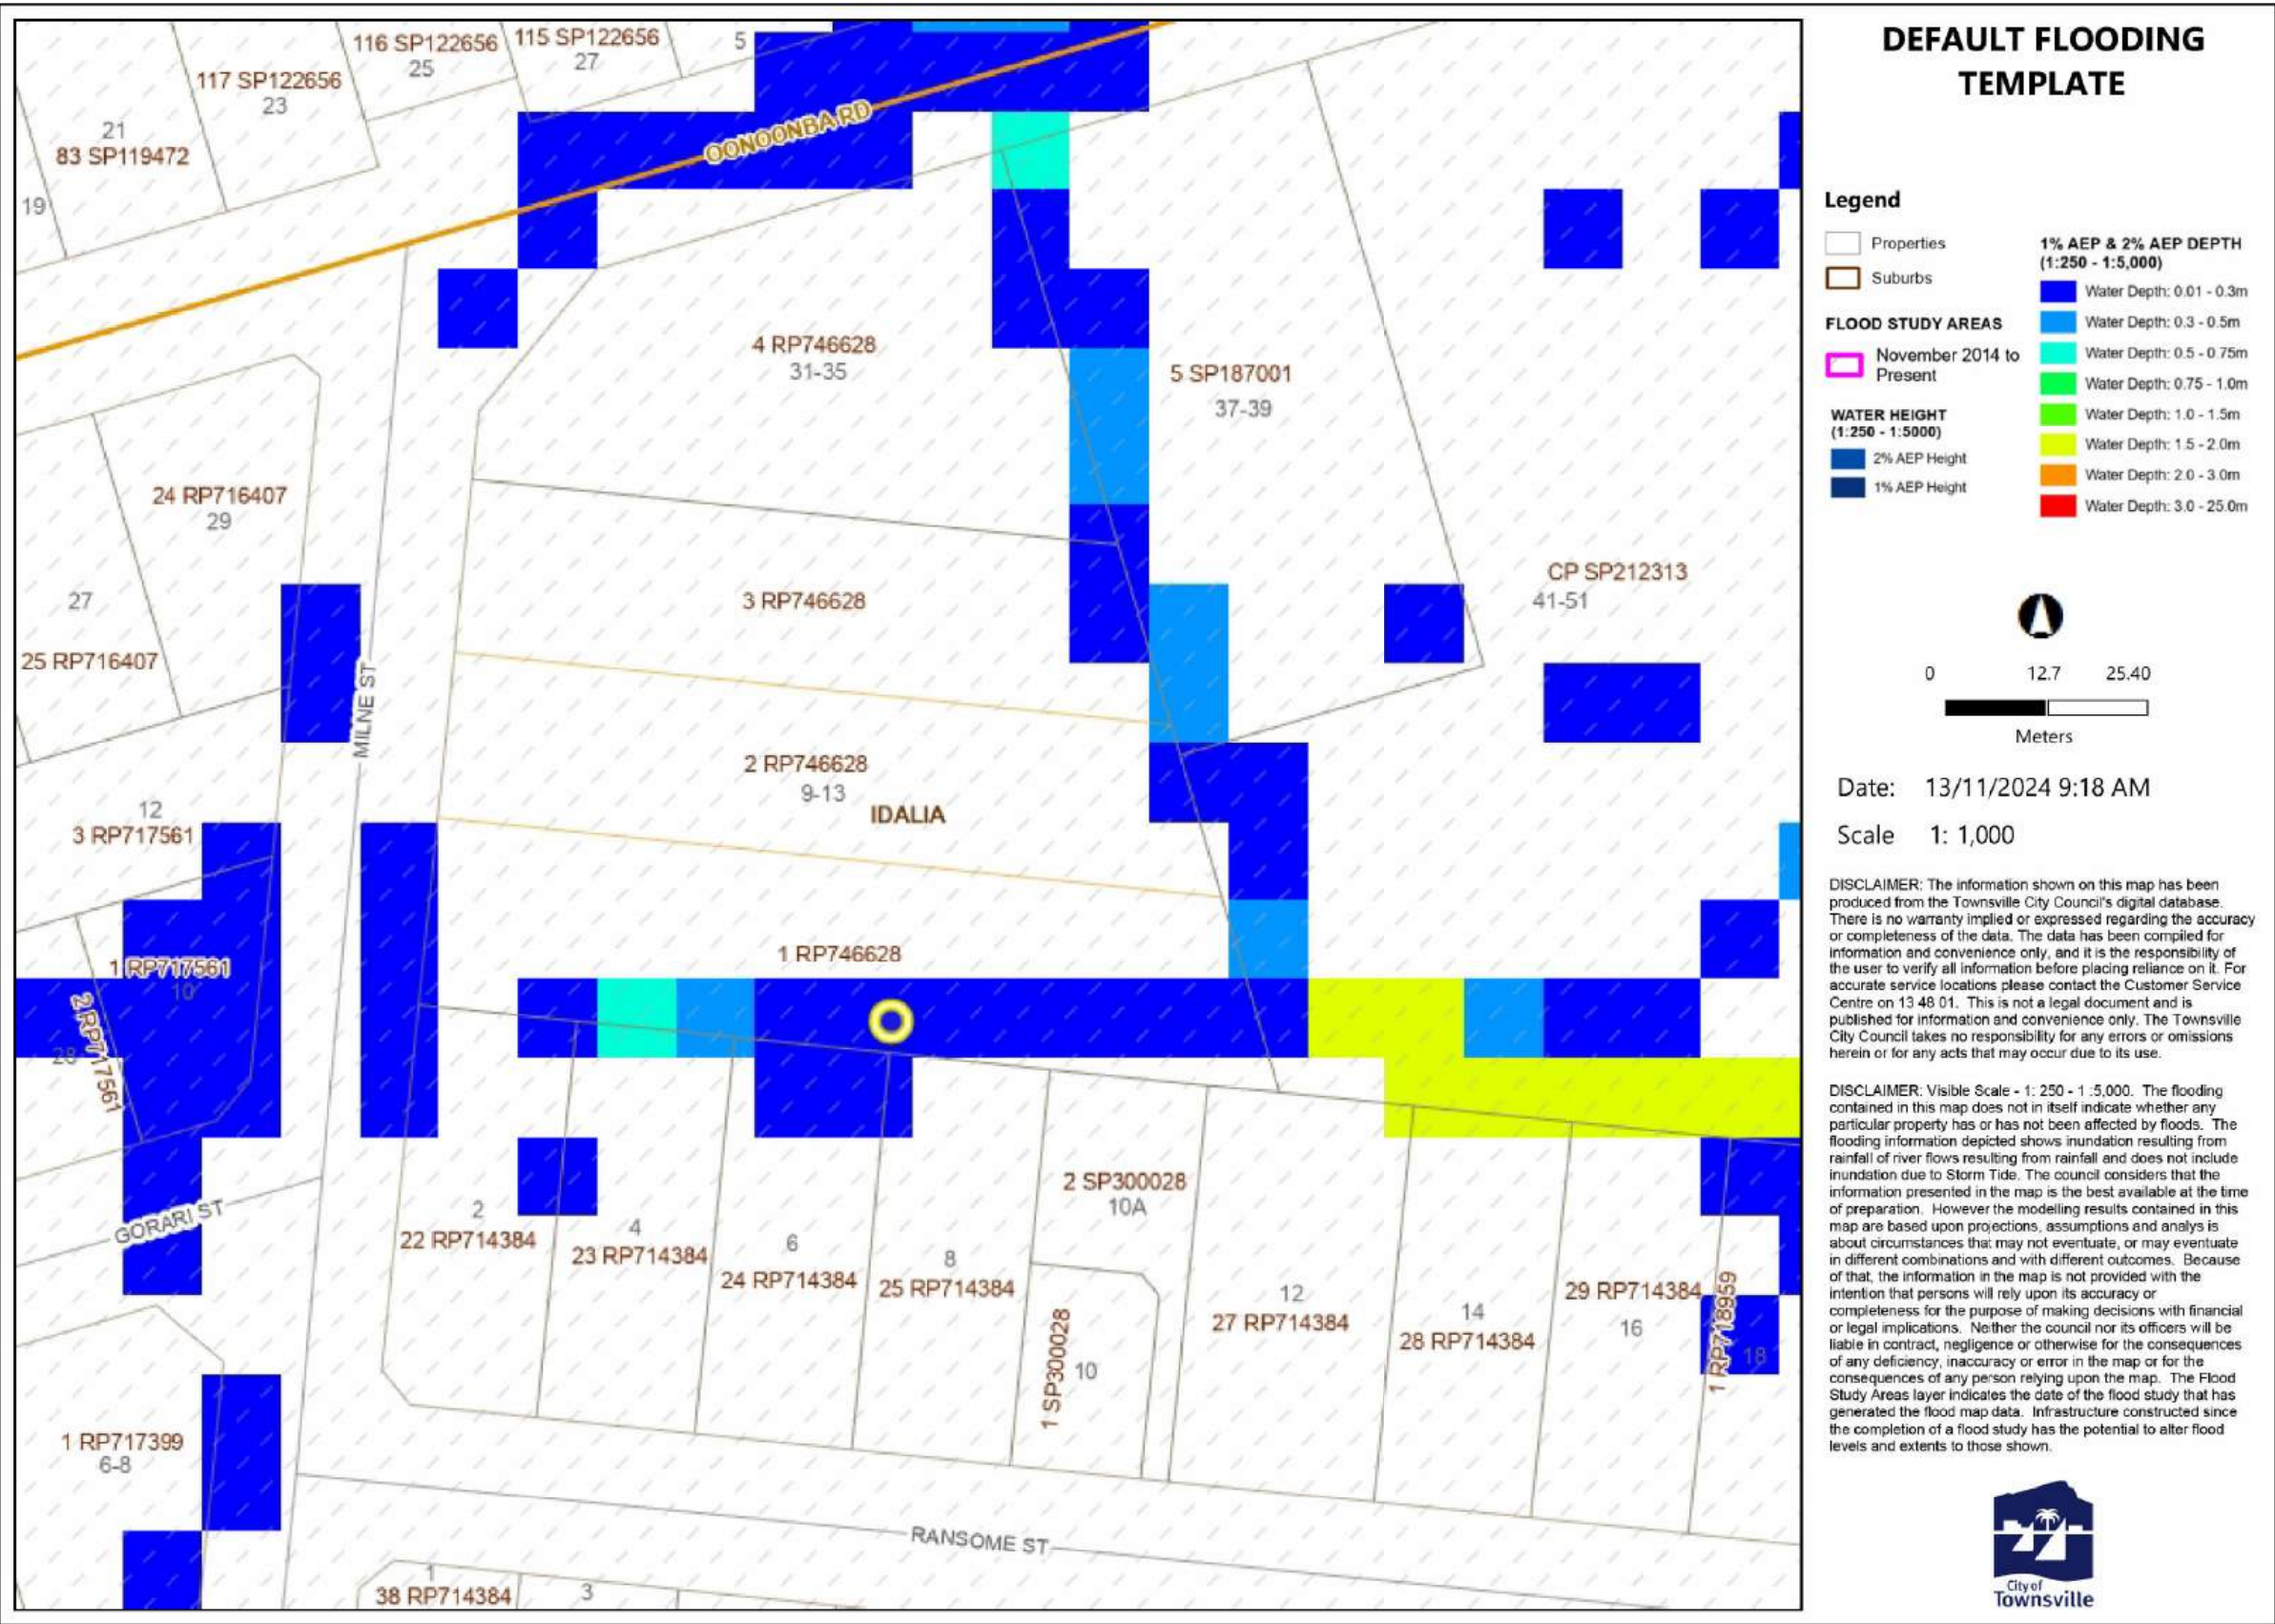 116 SP122656
25
115 SP122656
27
5
117 SP122656
23
21
83 SP119472
19
OONOONBA RD
4 RP746628
31-35
5 SP187001
37-39
24 RP716407
29
27
25 RP716407
3 RP746628
CP SP212313
41-51
MILNE ST
2 RP746628
9-13
IDALIA
12
3 RP717561
1 RP746628
1 RP717561
10
2 RP717561
28
GORARI ST
2
22 RP714384
4
23 RP714384
6
24 RP714384
8
25 RP714384
2 SP300028
10A
1 SP300028
10
12
27 RP714384
14
28 RP714384
29 RP714384
16
1 RP718959
18
1 RP717399
6-8
RANSOME ST
1
38 RP714384
3
DEFAULT FLOODING
TEMPLATE
Legend
Properties
Suburbs
FLOOD STUDY AREAS
November 2014 to
Present
WATER HEIGHT
(1:250 - 1:5000)
2% AEP Height
1% AEP Height
1% AEP & 2% AEP DEPTH
(1:250 - 1:5,000)
Water Depth: 0.01 - 0.3m
Water Depth: 0.3 - 0.5m
Water Depth: 0.5 - 0.75m
Water Depth: 0.75 - 1.0m
Water Depth: 1.0 - 1.5m
Water Depth: 1.5 - 2.0m
Water Depth: 2.0 - 3.0m
Water Depth: 3.0 - 25.0m
0 12.7 25.40
Meters
Date: 13/11/2024 9:18 AM
Scale 1: 1,000
DISCLAIMER: The information shown on this map has been
produced from the Townsville City Council's digital database.
There is no warranty implied or expressed regarding the accuracy
or completeness of the data. The data has been compiled for
information and convenience only, and it is the responsibility of
the user to verify all information before placing reliance on it. For
accurate service locations please contact the Customer Service
Centre on 13 48 01. This is not a legal document and is
published for information and convenience only. The Townsville
City Council takes no responsibility for any errors or omissions
herein or for any acts that may occur due to its use.
DISCLAIMER: Visible Scale - 1: 250 - 1 :5,000. The flooding
contained in this map does not in itself indicate whether any
particular property has or has not been affected by floods. The
flooding information depicted shows inundation resulting from
rainfall of river flows resulting from rainfall and does not include
inundation due to Storm Tide. The council considers that the
information presented in the map is the best available at the time
of preparation. However the modelling results contained in this
map are based upon projections, assumptions and analys is
about circumstances that may not eventuate, or may eventuate
in different combinations and with different outcomes. Because
of that, the information in the map is not provided with the
intention that persons will rely upon its accuracy or
completeness for the purpose of making decisions with financial
or legal implications. Neither the council nor its officers will be
liable in contract, negligence or otherwise for the consequences
of any deficiency, inaccuracy or error in the map or for the
consequences of any person relying upon the map. The Flood
Study Areas layer indicates the date of the flood study that has
generated the flood map data. Infrastructure constructed since
the completion of a flood study has the potential to alter flood
levels and extents to those shown.
City of
Townsville